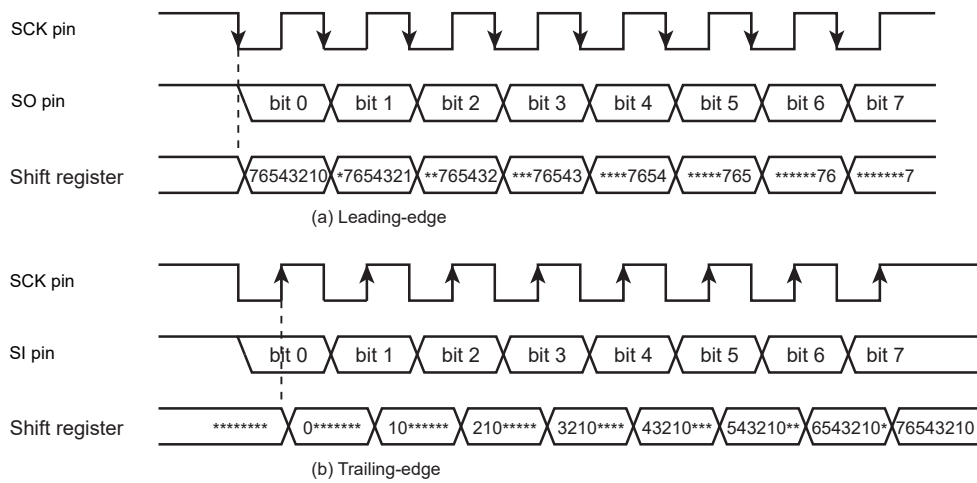 SCK pin
SO pin bit 0 bit 1 bit 2 bit 3 bit 4 bit 5 bit 6 bit 7
Shift register 76543210 *7654321 **765432 ***76543 ****7654 *****765 ******76 *******7
(a) Leading-edge
SCK pin
SI pin bit 0 bit 1 bit 2 bit 3 bit 4 bit 5 bit 6 bit 7
Shift register ******** 0******* 10****** 210***** 3210**** 43210*** 543210** 6543210* 76543210
(b) Trailing-edge